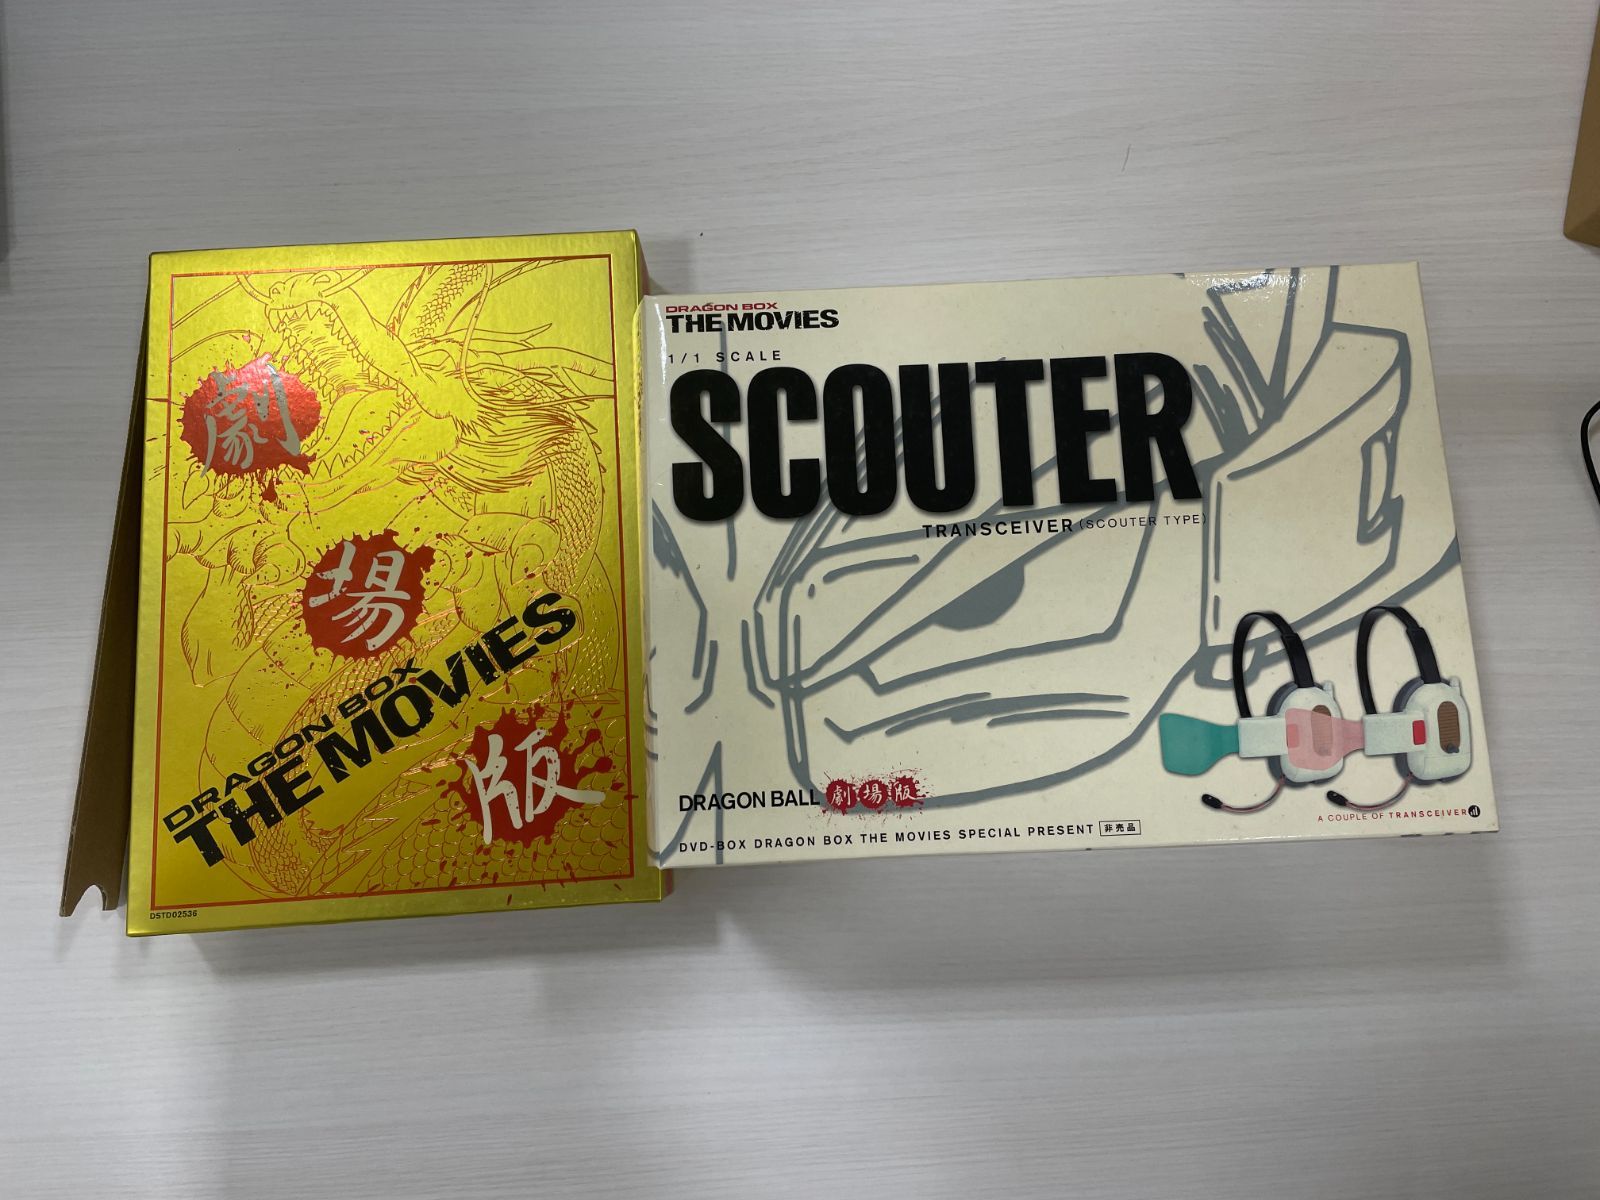 劇
場
版
DRAGON BOX
THE MOVIES
DSTD02536
DRAGON BOX
THE MOVIES
1/1 SCALE
SCOUTER
TRANSCEIVER (SCOUTER TYPE)
A COUPLE OF TRANSCEIVER
DRAGON BALL 劇場版
DVD-BOX DRAGON BOX THE MOVIES SPECIAL PRESENT 非売品